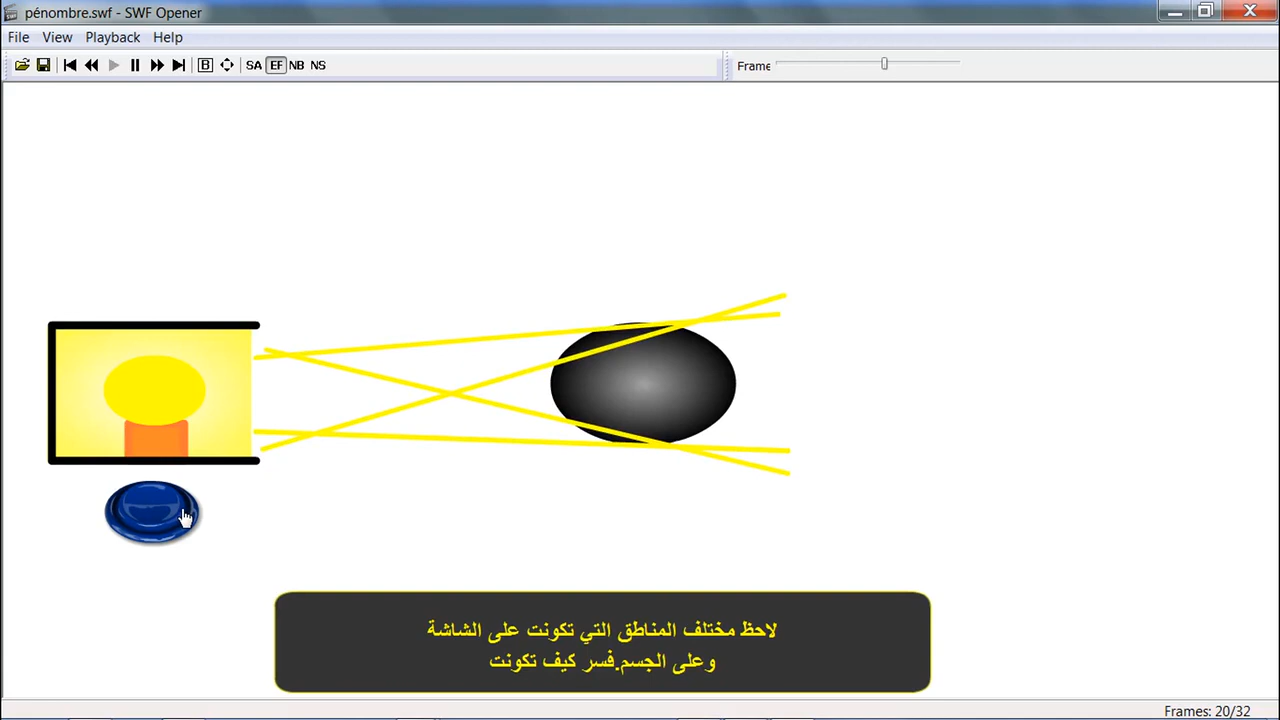 pénombre.swf - SWF Opener
File View Playback Help
B SA EF NB NS Frame
لاحظ مختلف المناطق التي تكونت على الشاشة
وعلى الجسم.فسر كيف تكونت
Frames: 20/32